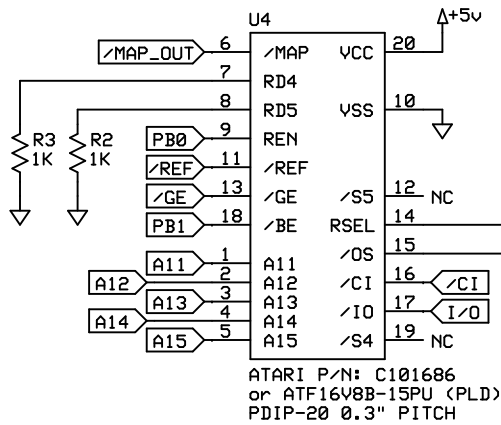 U4
+5v
/MAP_OUT 6 /MAP VCC 20
7 RD4
8 RD5 VSS 10
R3 1K
R2 1K
PB0 9 REN
/REF 11 /REF
/GE 13 /GE /S5 12 NC
PB1 18 /BE RSEL 14
/OS 15
A11 1 A11
A12 2 A12 /CI 16 /CI
A13 3 A13 /IO 17 I/O
A14 4 A14
A15 5 A15 /S4 19 NC
ATARI P/N: C101686
or ATF16V8B-15PU (PLD)
PDIP-20 0.3" PITCH